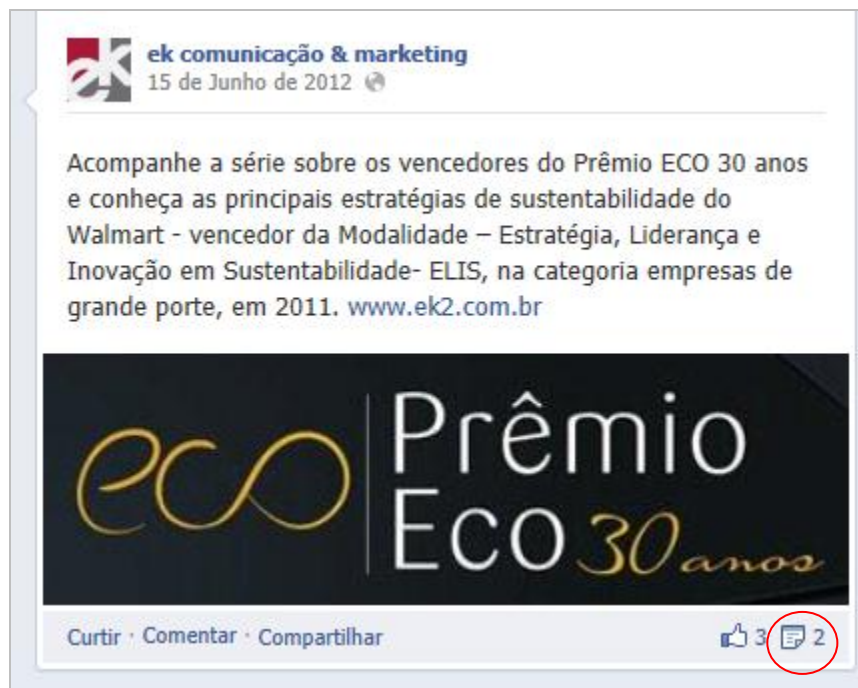 ek
ek comunicação & marketing
15 de Junho de 2012
Acompanhe a série sobre os vencedores do Prêmio ECO 30 anos
e conheça as principais estratégias de sustentabilidade do
Walmart - vencedor da Modalidade – Estratégia, Liderança e
Inovação em Sustentabilidade- ELIS, na categoria empresas de
grande porte, em 2011. www.ek2.com.br
eco Prêmio
Eco 30 anos
Curtir · Comentar · Compartilhar 3 2